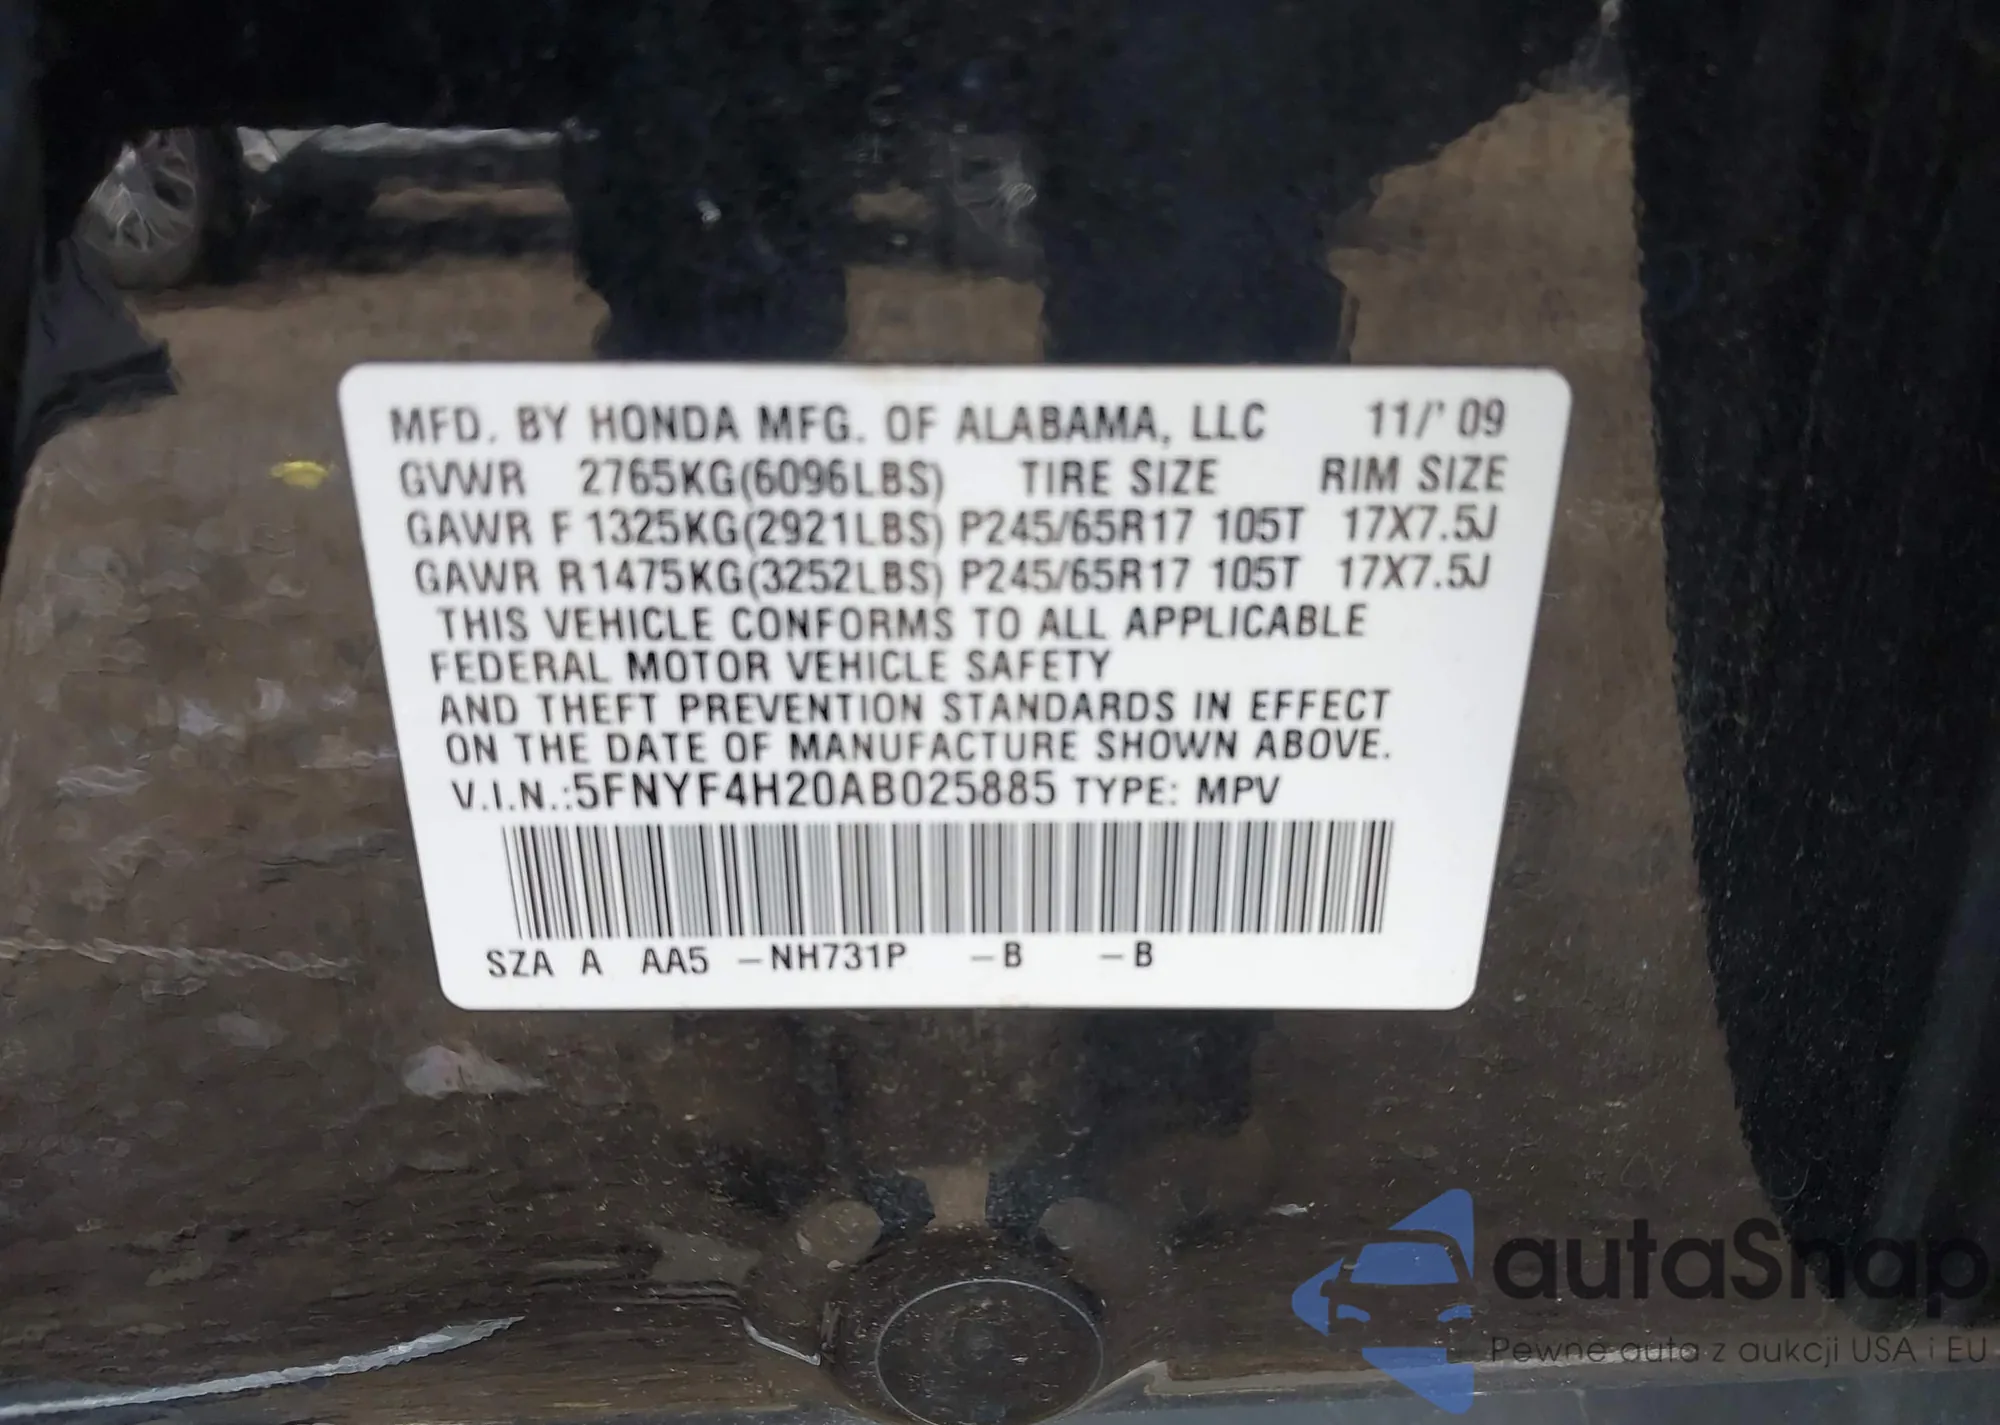 MFD. BY HONDA MFG. OF ALABAMA, LLC 11/'09
GVWR 2765KG(6096LBS) TIRE SIZE RIM SIZE
GAWR F 1325KG(2921LBS) P245/65R17 105T 17X7.5J
GAWR R 1475KG(3252LBS) P245/65R17 105T 17X7.5J
THIS VEHICLE CONFORMS TO ALL APPLICABLE
FEDERAL MOTOR VEHICLE SAFETY
AND THEFT PREVENTION STANDARDS IN EFFECT
ON THE DATE OF MANUFACTURE SHOWN ABOVE.
V.I.N.:5FNYF4H20AB025885 TYPE: MPV
SZA A AA5 -NH731P -B -B
autaSnap
Pewne auta z aukcji USA i EU